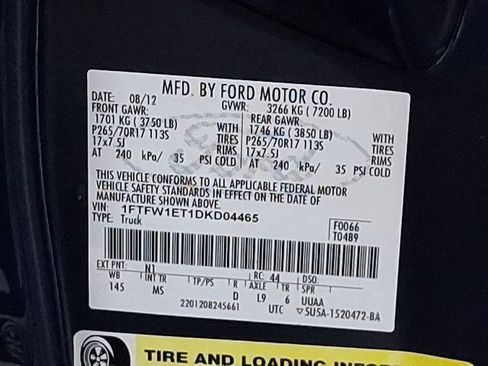 MFD. BY FORD MOTOR CO.
DATE: 08/12 GVWR: 3266 KG ( 7200 LB)
FRONT GAWR: REAR GAWR:
1701 KG ( 3750 LB) 1746 KG ( 3850 LB)
P265/70R17 113S WITH TIRES P265/70R17 113S WITH TIRES
17x7.5J RIMS 17x7.5J RIMS
AT 240 kPa/ 35 PSI COLD AT 240 kPa/ 35 PSI COLD
THIS VEHICLE CONFORMS TO ALL APPLICABLE FEDERAL MOTOR
VEHICLE SAFETY STANDARDS IN EFFECT ON THE DATE OF MANUFACTURE SHOWN ABOVE.
VIN: 1FTFW1ET1DKD04465 F0066
TYPE: Truck T0489
EXT PNT: N1 RC: 44 DSO:
WB INT TR TP/PS R AXLE TR SPR
145 MS D L9 6 UUAA
2201208245661 UTC ▽5U5A-1520472-BA
TIRE AND LOADING